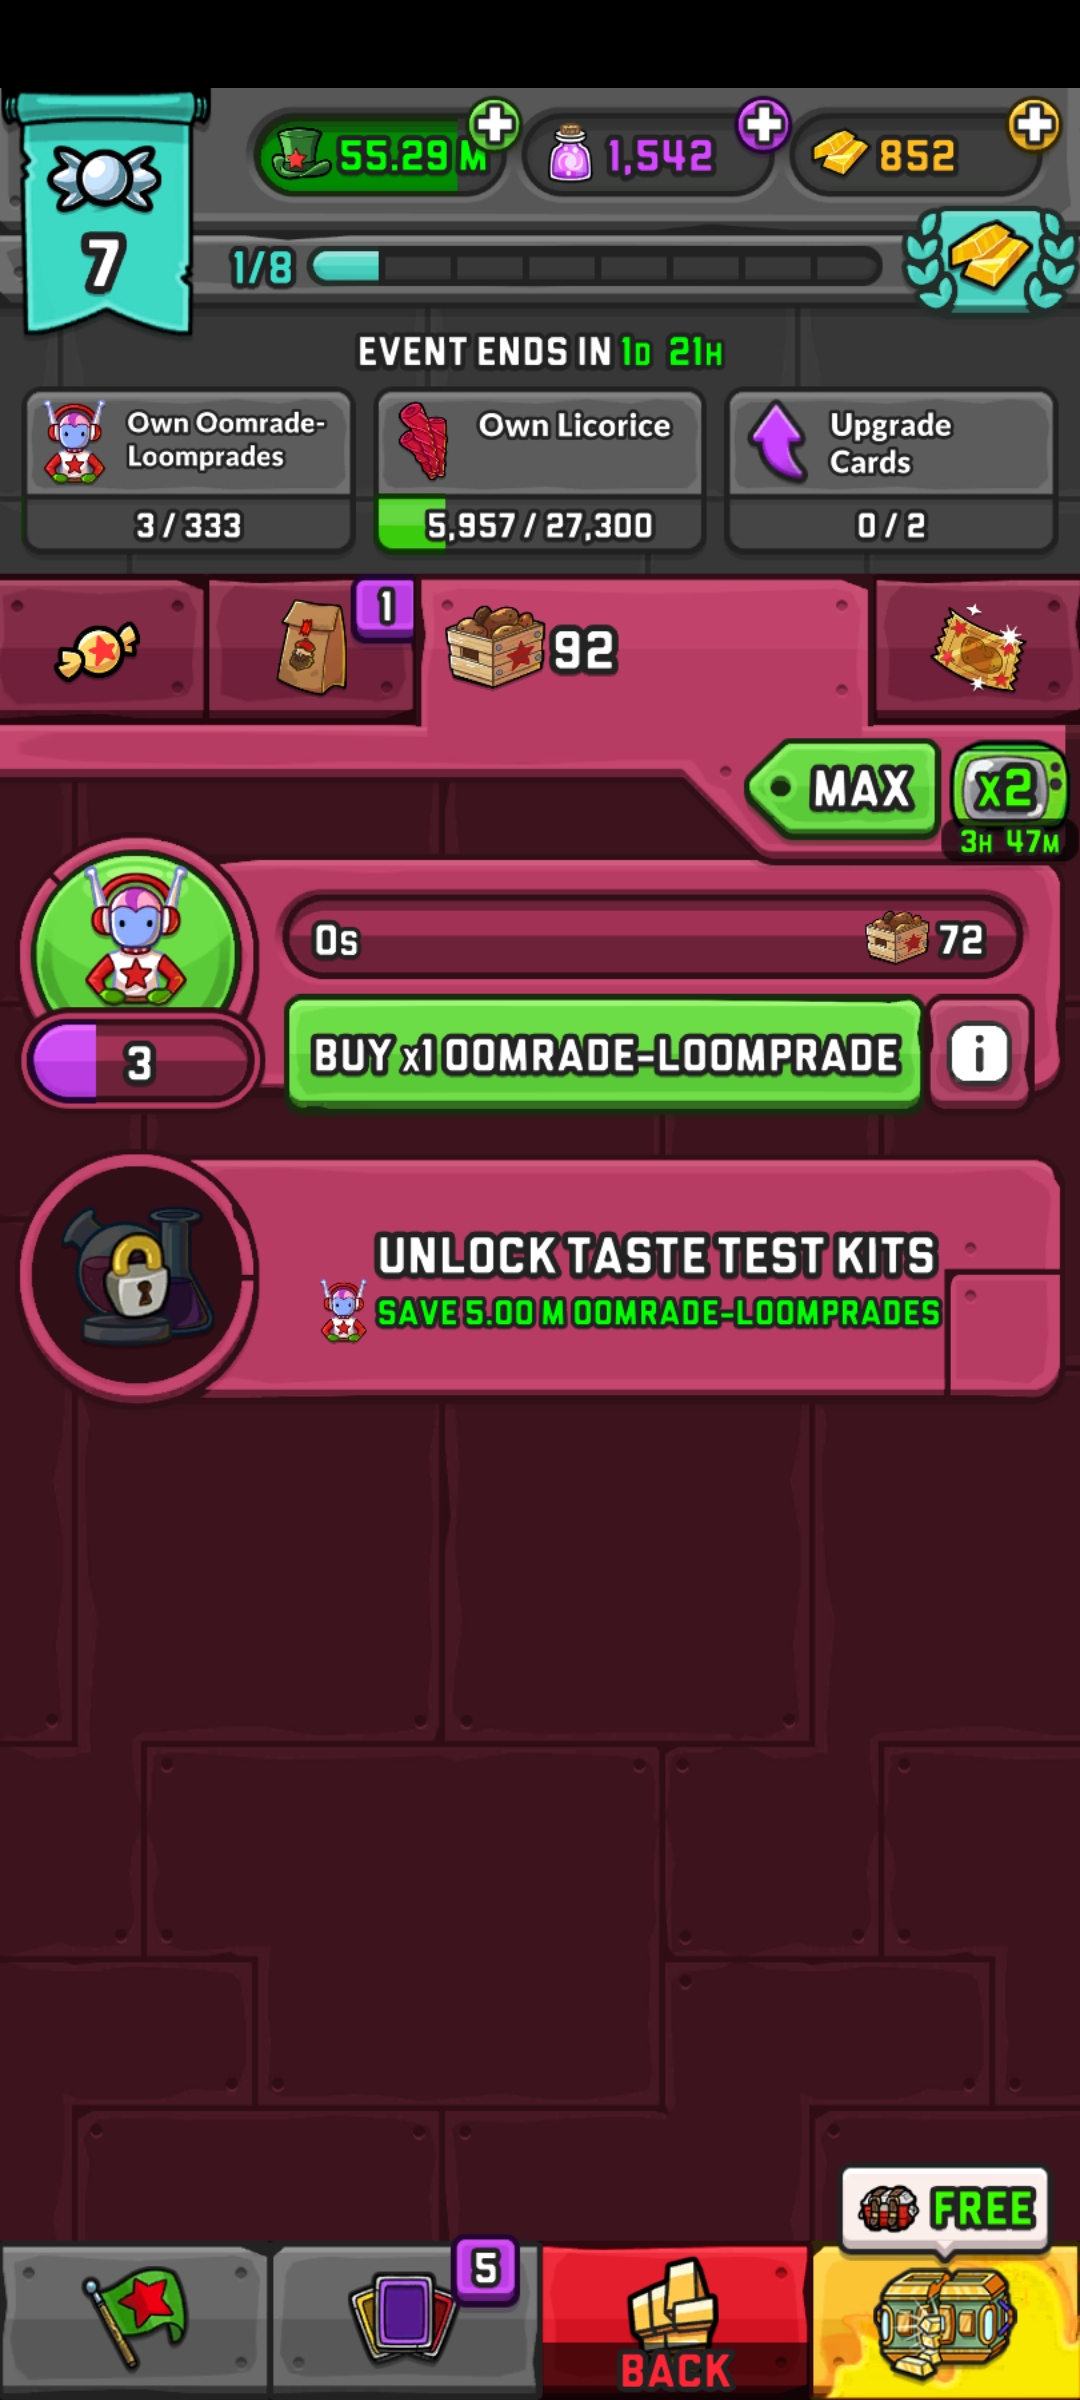 55.29 M
1,542
852
7
1/8
EVENT ENDS IN 1D 21H
Own Oomrade-
Loomprades
3 / 333
Own Licorice
5,957 / 27,300
Upgrade
Cards
0 / 2
1
92
MAX
x2
3H 47M
0s
72
3
BUY x1 OOMRADE-LOOMPRADE
i
UNLOCK TASTE TEST KITS
SAVE 5.00 M OOMRADE-LOOMPRADES
FREE
5
BACK